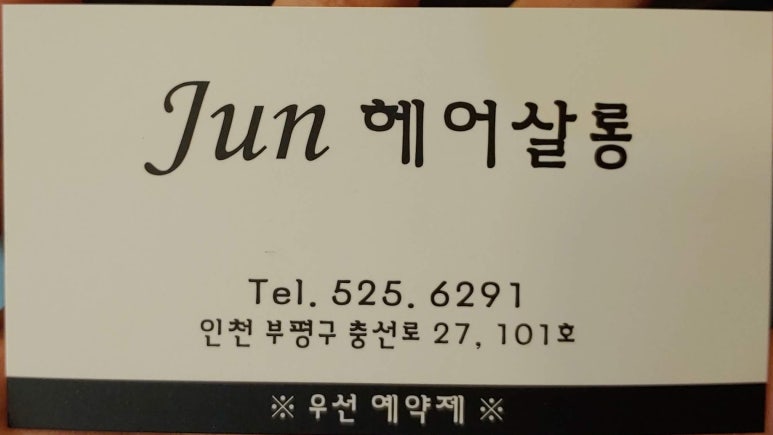 Jun 헤어살롱
Tel. 525. 6291
인천 부평구 충선로 27, 101호
※ 우선 예약제 ※